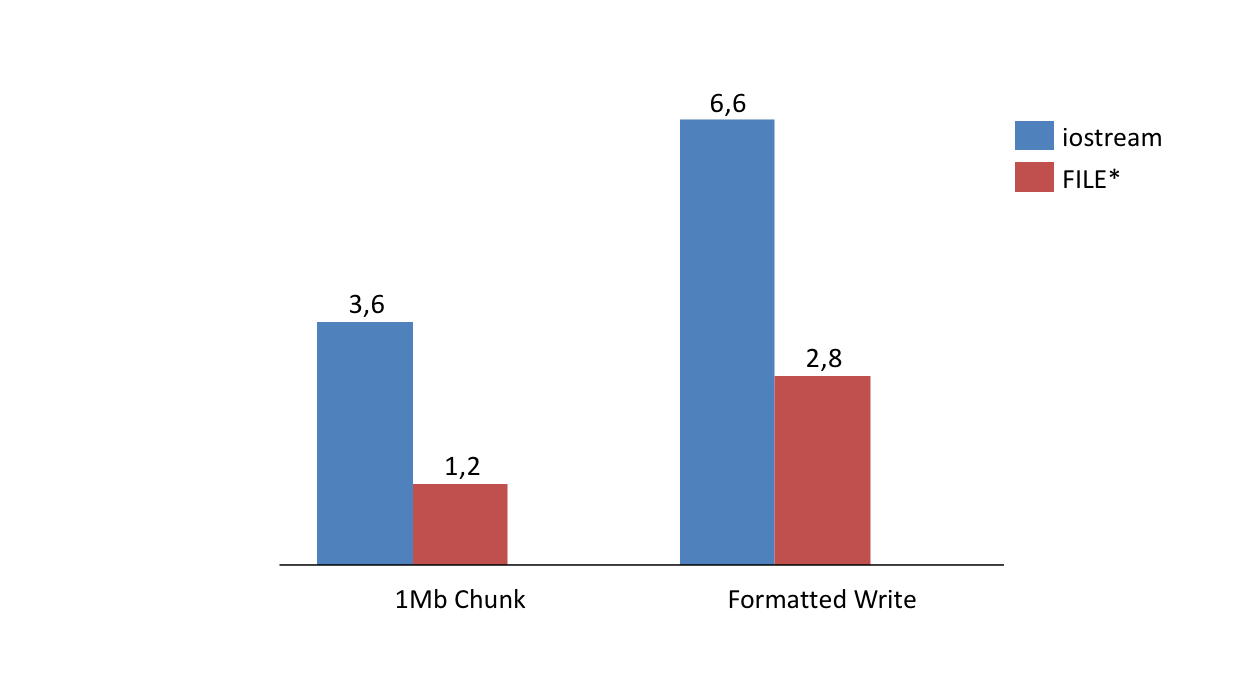 6,6
iostream
FILE*
3,6
2,8
1,2
1Mb Chunk
Formatted Write